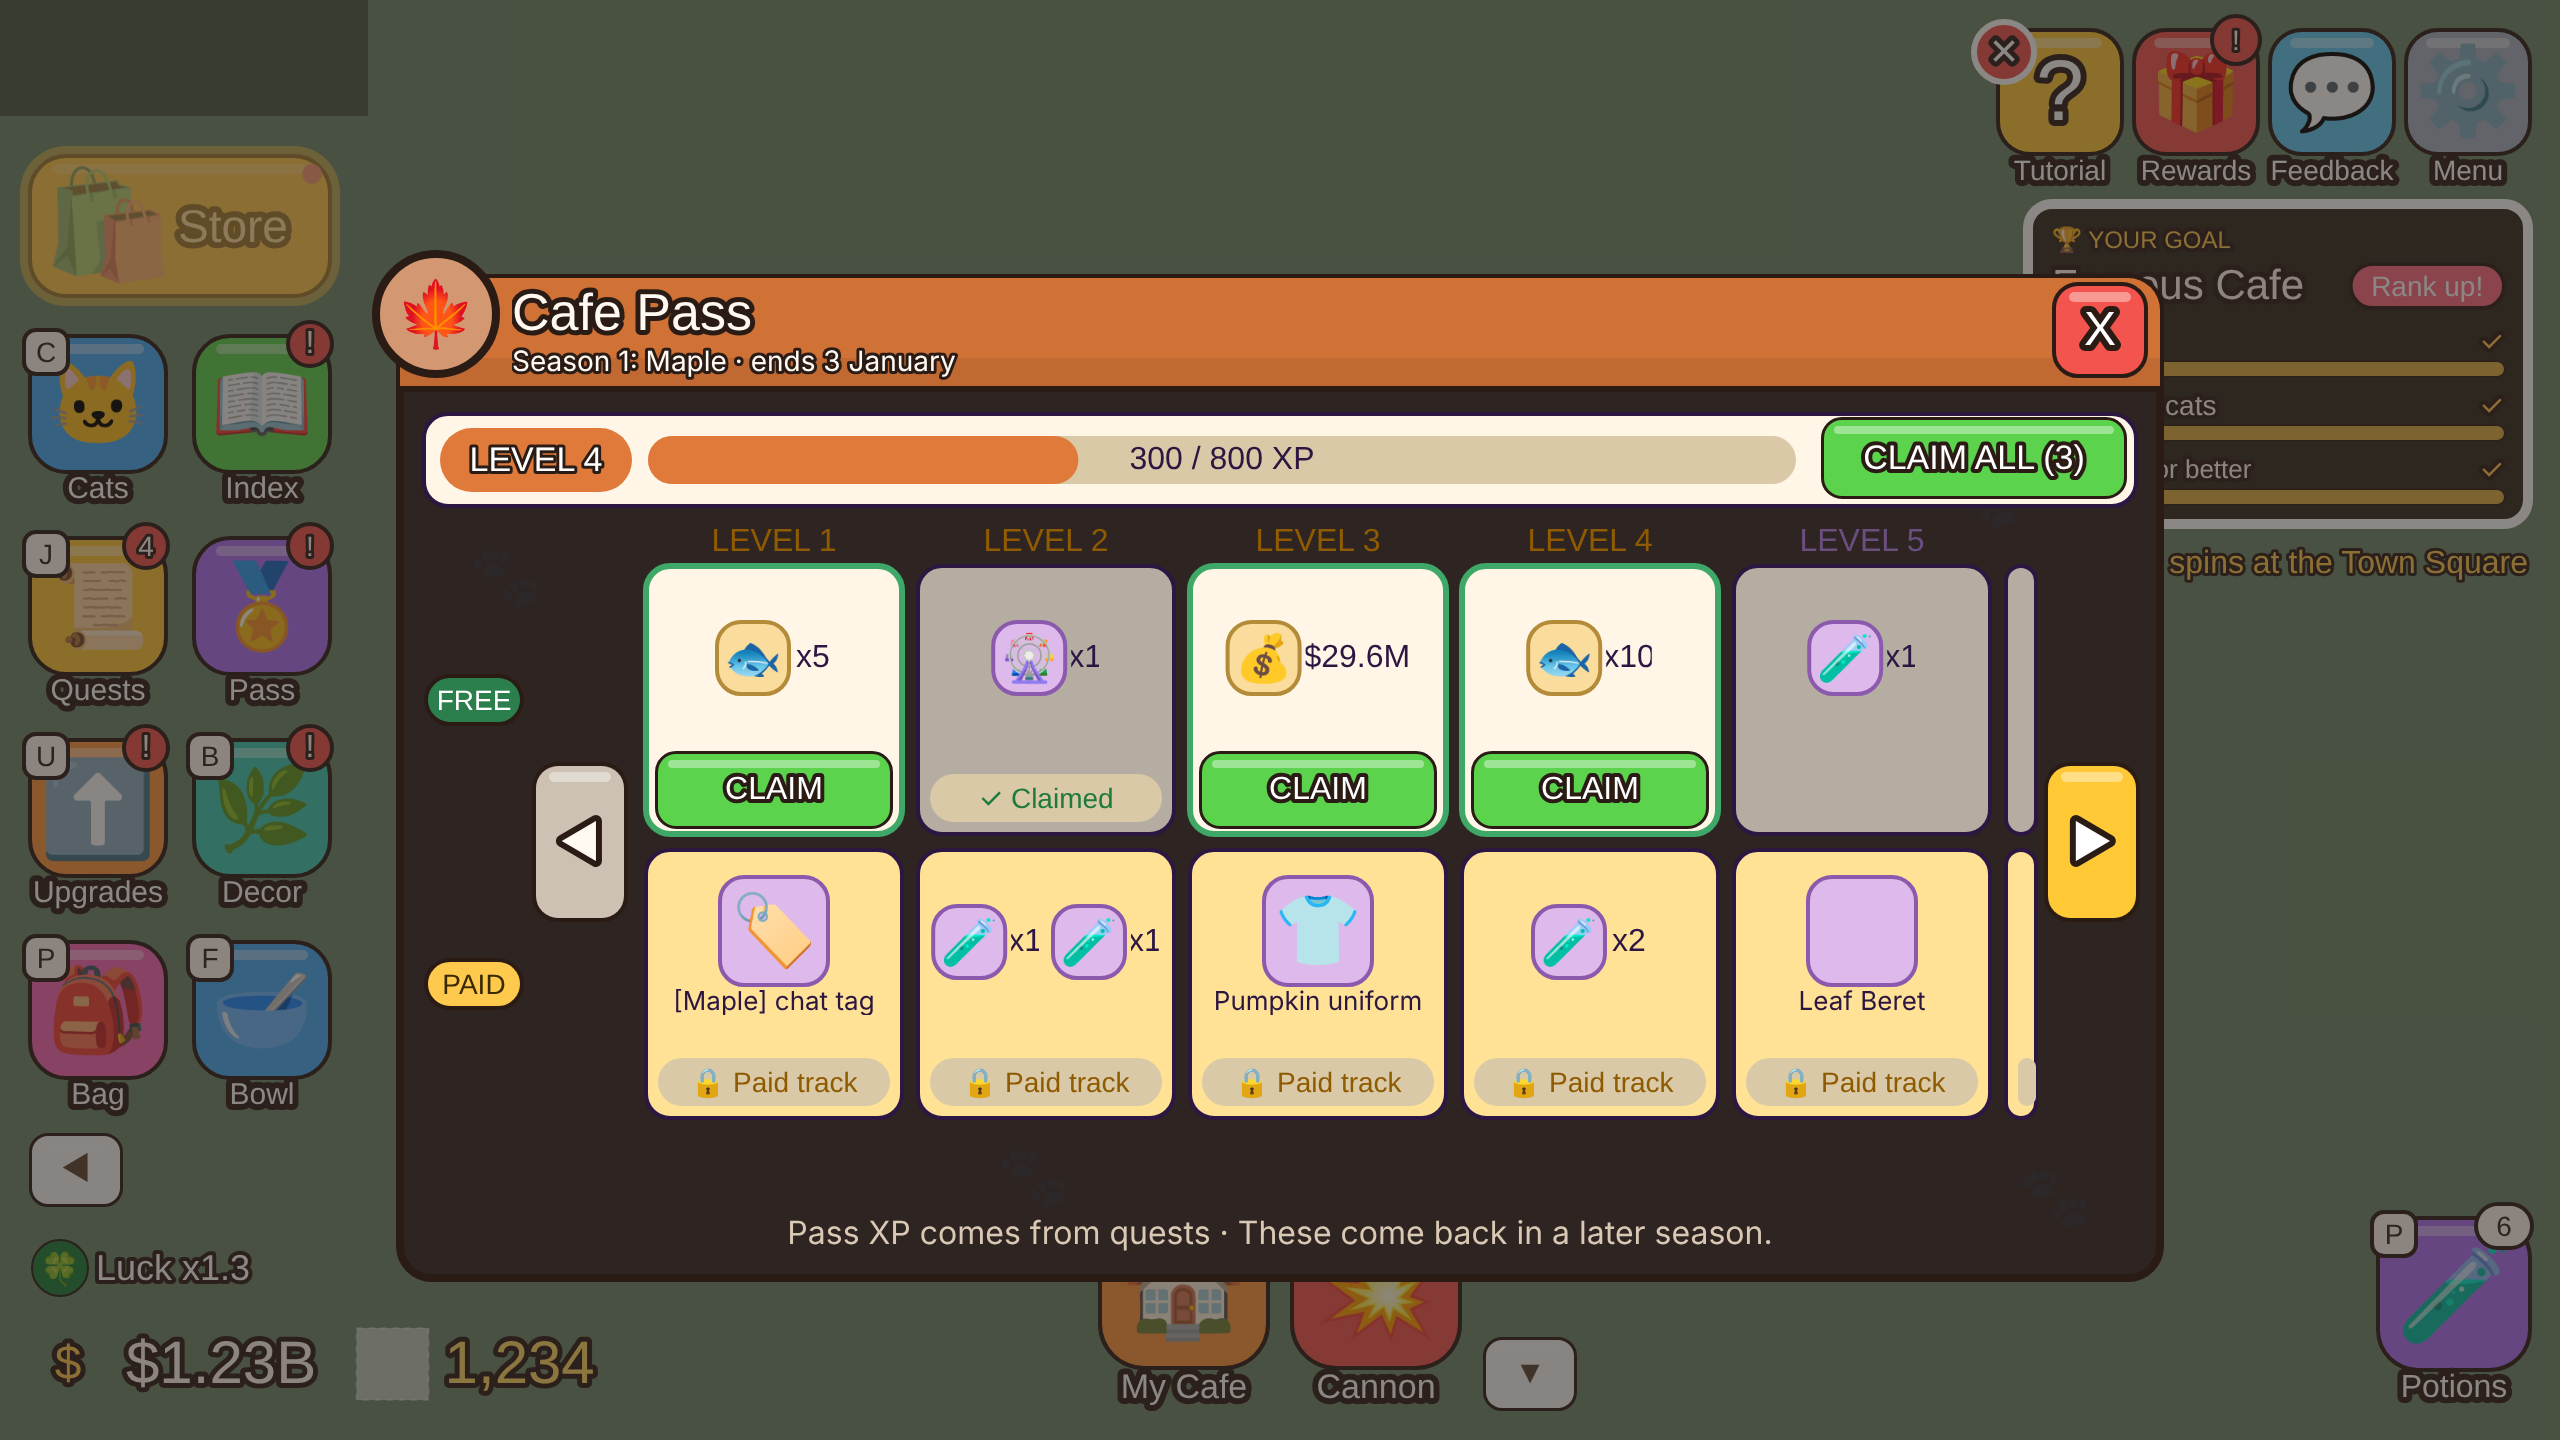 Store
C
Cats
!
Index
J
4
Quests
!
Pass
U
!
Upgrades
B
!
Decor
P
Bag
F
Bowl
Luck x1.3
$ $1.23B
1,234
?
Tutorial
!
Rewards
Feedback
Menu
🏆 YOUR GOAL
ous Cafe
Rank up!
cats
or better
spins at the Town Square
Cafe Pass
Season 1: Maple · ends 3 January
X
LEVEL 4
300 / 800 XP
CLAIM ALL (3)
LEVEL 1
LEVEL 2
LEVEL 3
LEVEL 4
LEVEL 5
FREE
x5
x1
$29.6M
x10
x1
CLAIM
✓ Claimed
CLAIM
CLAIM
PAID
[Maple] chat tag
x1
x1
Pumpkin uniform
x2
Leaf Beret
Paid track
Paid track
Paid track
Paid track
Paid track
Pass XP comes from quests · These come back in a later season.
My Cafe
Cannon
P
6
Potions